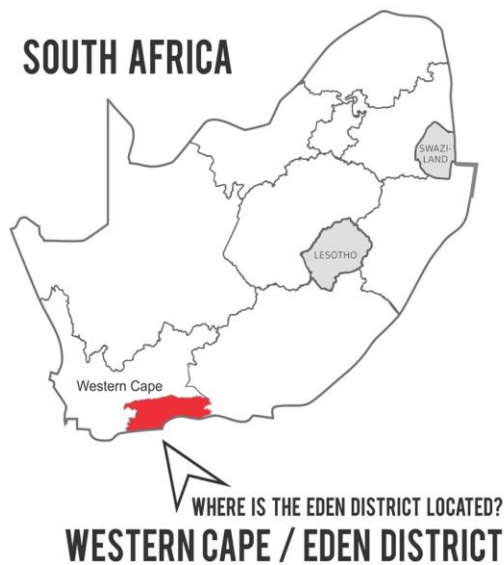 SOUTH AFRICA
SWAZI-
LAND
LESOTHO
Western Cape
WHERE IS THE EDEN DISTRICT LOCATED?
WESTERN CAPE / EDEN DISTRICT